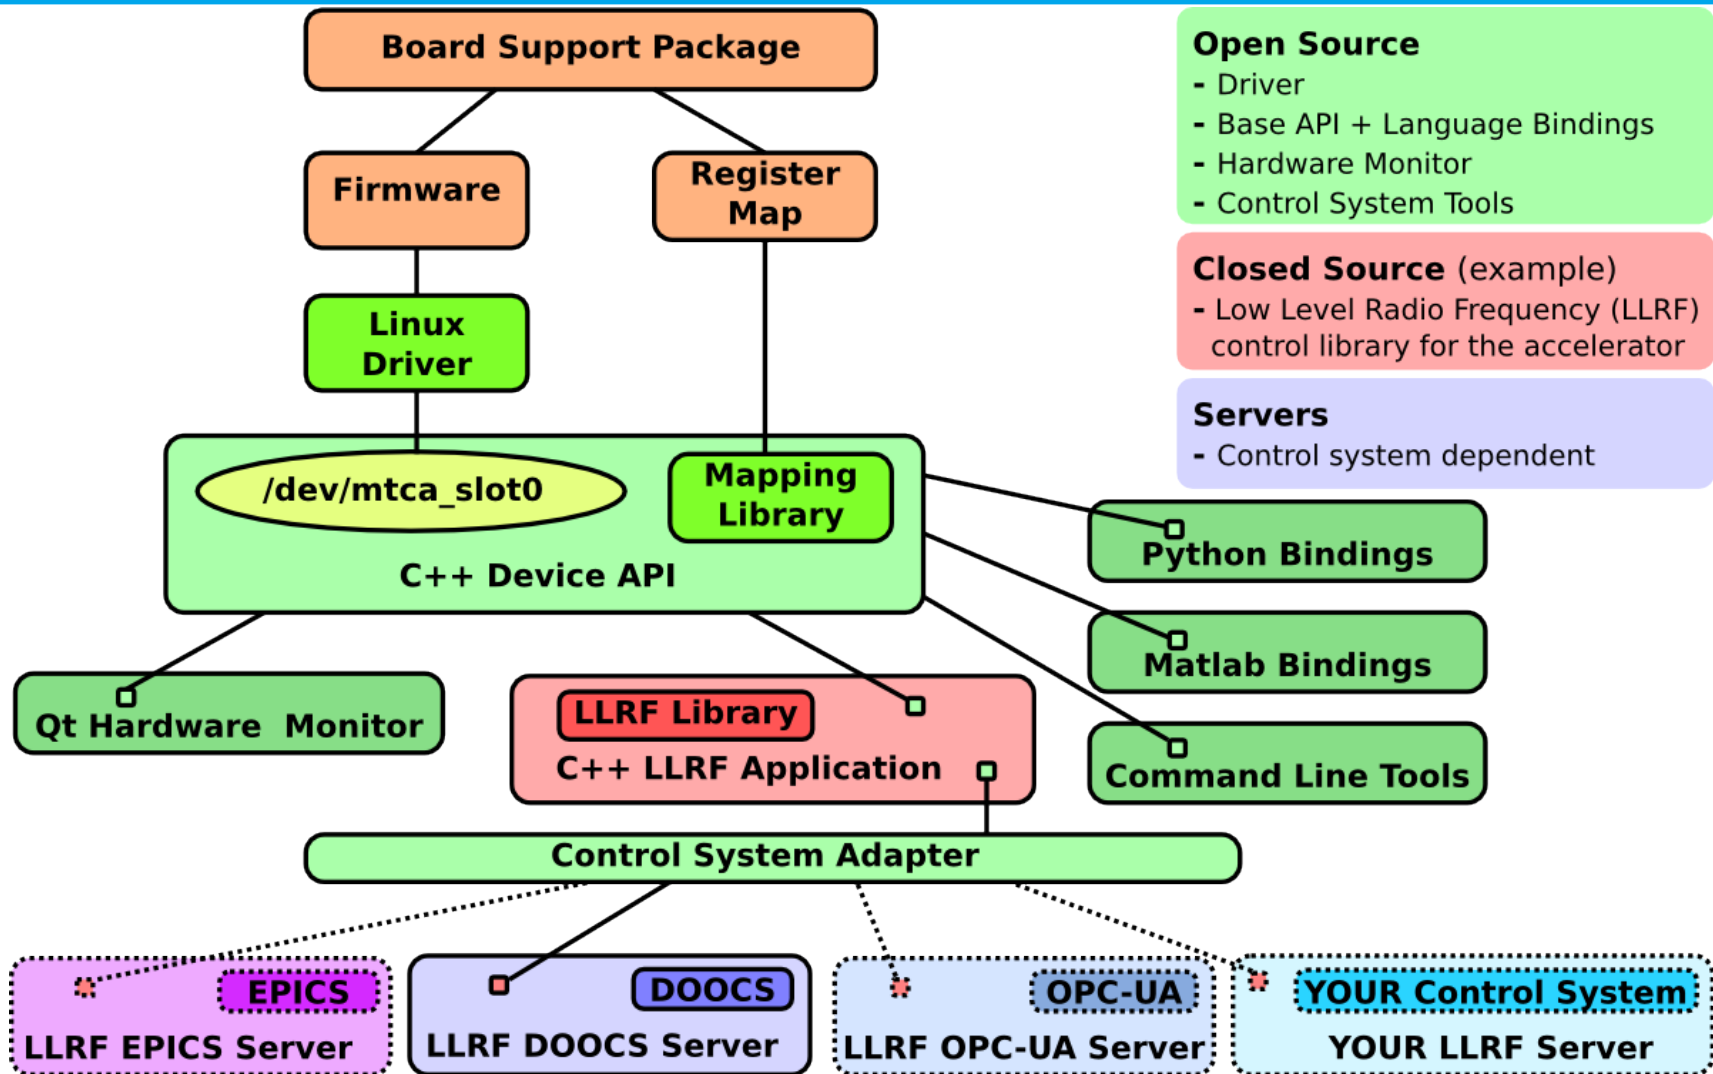 Board Support Package
Firmware
Register
Map
Linux
Driver
/dev/mtca_slot0
Mapping
Library
C++ Device API
Open Source
- Driver
- Base API + Language Bindings
- Hardware Monitor
- Control System Tools
Closed Source (example)
- Low Level Radio Frequency (LLRF)
control library for the accelerator
Servers
- Control system dependent
Python Bindings
Matlab Bindings
Command Line Tools
Qt Hardware  Monitor
LLRF Library
C++ LLRF Application
Control System Adapter
EPICS
LLRF EPICS Server
DOOCS
LLRF DOOCS Server
OPC-UA
LLRF OPC-UA Server
YOUR Control System
YOUR LLRF Server